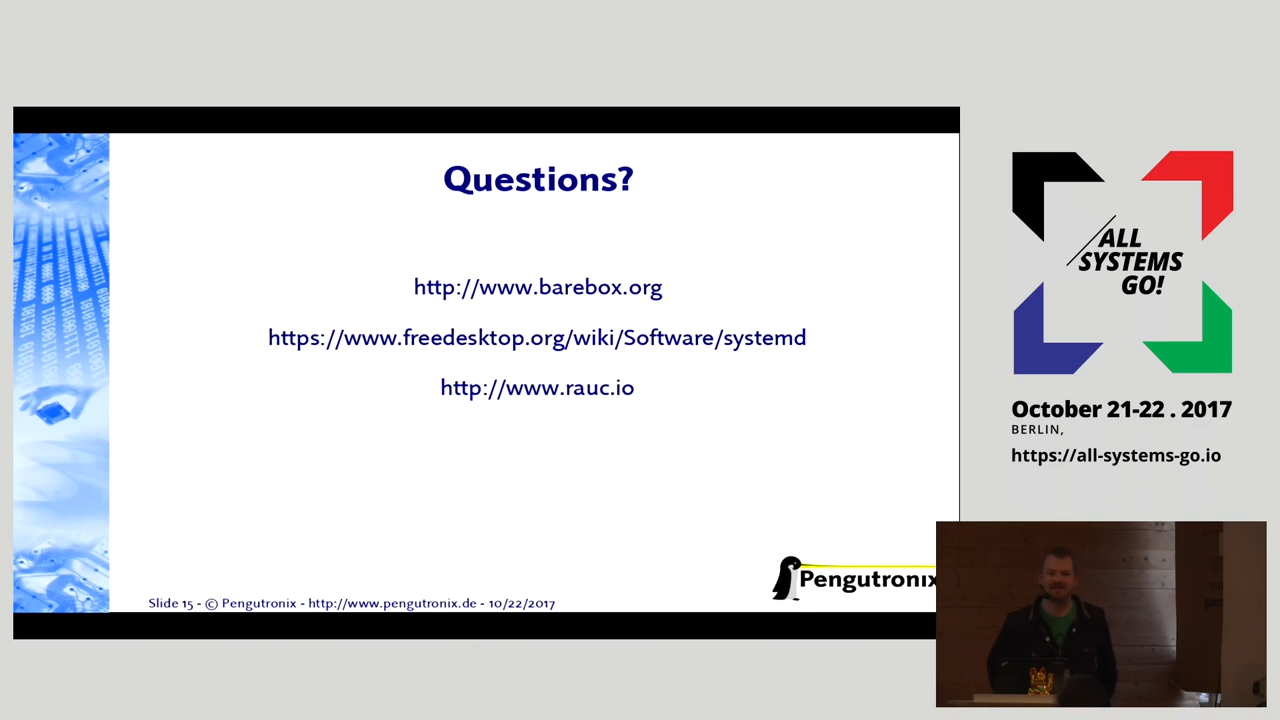 Questions?
http://www.barebox.org
https://www.freedesktop.org/wiki/Software/systemd
http://www.rauc.io
Pengutronix
Slide 15 - © Pengutronix - http://www.pengutronix.de - 10/22/2017
ALL
SYSTEMS
GO!
October 21-22 . 2017
BERLIN,
https://all-systems-go.io